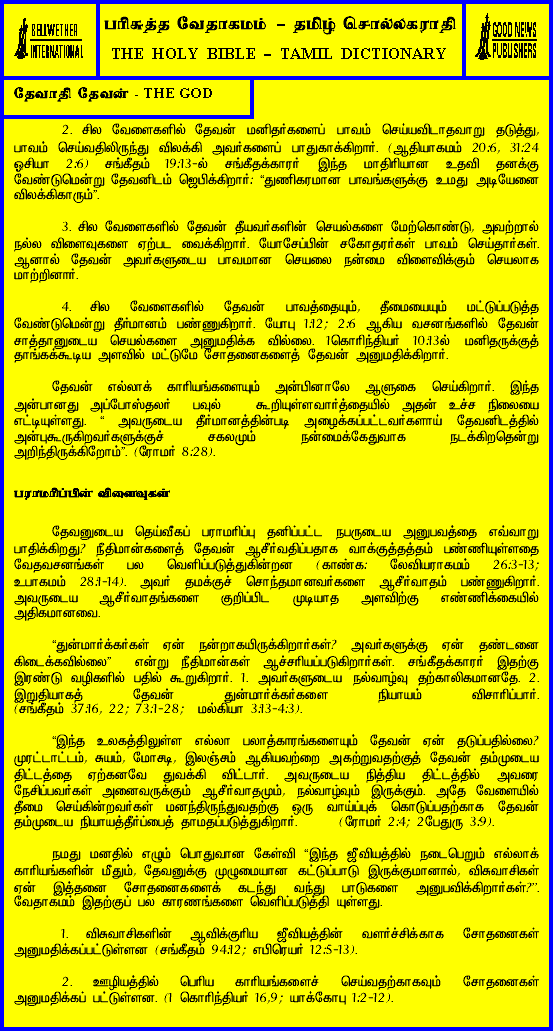 BELLWETHER
INTERNATIONAL
பரிசுத்த வேதாகமம் – தமிழ் சொல்லகராதி
THE HOLY BIBLE – TAMIL DICTIONARY
GOOD NEWS
PUBLISHERS
தேவாதி தேவன் - THE GOD
2. சில வேளைகளில் தேவன் மனிதர்களைப் பாவம் செய்யவிடாதவாறு தடுத்து,
பாவம் செய்வதிலிருந்து விலக்கி அவர்களைப் பாதுகாக்கிறார். (ஆதியாகமம் 20:6, 31:24
ஓசியா 2:6) சங்கீதம் 19:13-ல் சங்கீதக்காரர் இந்த மாதிரியான உதவி தனக்கு
வேண்டுமென்று தேவனிடம் ஜெபிக்கிறார்: “துணிகரமான பாவங்களுக்கு உமது அடியேனை
விலக்கிகாரும்”.
3. சில வேளைகளில் தேவன் தீயவர்களின் செயல்களை மேற்கொண்டு, அவற்றால்
நல்ல விளைவுகளை ஏற்பட வைக்கிறார். யோசேப்பின் சகோதரர்கள் பாவம் செய்தார்கள்.
ஆனால் தேவன் அவர்களுடைய பாவமான செயலை நன்மை விளைவிக்கும் செயலாக
மாற்றினார்.
4. சில வேளைகளில் தேவன் பாவத்தையும், தீமையையும் மட்டுப்படுத்த
வேண்டுமென்று தீர்மானம் பண்ணுகிறார். யோபு 1:12; 2:6 ஆகிய வசனங்களில் தேவன்
சாத்தானுடைய செயல்களை அனுமதிக்க வில்லை. 1கொரிந்தியர் 10:13ல் மனிதருக்குத்
தாங்கக்கூடிய அளவில் மட்டுமே சோதனைகளைத் தேவன் அனுமதிக்கிறார்.
தேவன் எல்லாக் காரியங்களையும் அன்பினாலே ஆளுகை செய்கிறார். இந்த
அன்பானது அப்போஸ்தலர் பவுல் கூறியுள்ளவார்த்தையில் அதன் உச்ச நிலையை
எட்டியுள்ளது. “ அவருடைய தீர்மானத்தின்படி அழைக்கப்பட்டவர்களாய் தேவனிடத்தில்
அன்புகூருகிறவர்களுக்குச் சகலமும் நன்மைக்கேதுவாக நடக்கிறதென்று
அறிந்திருக்கிறோம்”. (ரோமர் 8:28).
பராமரிப்பின் விளைவுகள்
தேவனுடைய தெய்வீகப் பராமரிப்பு தனிப்பட்ட நபருடைய அனுபவத்தை எவ்வாறு
பாதிக்கிறது? நீதிமான்களைத் தேவன் ஆசீர்வதிப்பதாக வாக்குத்தத்தம் பண்ணியுள்ளதை
வேதவசனங்கள் பல வெளிப்படுத்துகின்றன (காண்க: லேவியராகமம் 26:3-13;
உபாகமம் 28:1-14). அவர் தமக்குச் சொந்தமானவர்களை ஆசீர்வாதம் பண்ணுகிறார்.
அவருடைய ஆசீர்வாதங்களை குறிப்பிட முடியாத அளவிற்கு எண்ணிக்கையில்
அதிகமானவை.
“துன்மார்க்கர்கள் ஏன் நன்றாகயிருக்கிறார்கள்? அவர்களுக்கு ஏன் தண்டனை
கிடைக்கவில்லை” என்று நீதிமான்கள் ஆச்சரியப்படுகிறார்கள். சங்கீதக்காரர் இதற்கு
இரண்டு வழிகளில் பதில் கூறுகிறார். 1. அவர்களுடைய நல்வாழ்வு தற்காலிகமானதே. 2.
இறுதியாகத் தேவன் துன்மார்க்கர்களை நியாயம் விசாரிப்பார்.
(சங்கீதம் 37:16, 22; 73:1-28; மல்கியா 3:13-4:3).
“இந்த உலகத்திலுள்ள எல்லா பலாத்காரங்களையும் தேவன் ஏன் தடுப்பதில்லை?
முரட்டாட்டம், சுயம், மோசடி, இலஞ்சம் ஆகியவற்றை அகற்றுவதற்குத் தேவன் தம்முடைய
திட்டத்தை ஏற்கனவே துவக்கி விட்டார். அவருடைய நித்திய திட்டத்தில் அவரை
நேசிப்பவர்கள் அனைவருக்கும் ஆசீர்வாதமும், நல்வாழ்வும் இருக்கும். அதே வேளையில்
தீமை செய்கின்றவர்கள் மனந்திருந்துவதற்கு ஒரு வாய்ப்புக் கொடுப்பதற்காக தேவன்
தம்முடைய நியாயத்தீர்ப்பைத் தாமதப்படுத்துகிறார். (ரோமர் 2:4; 2பேதுரு 3:9).
நமது மனதில் எழும் பொதுவான கேள்வி “இந்த ஜீவியத்தில் நடைபெறும் எல்லாக்
காரியங்களின் மீதும், தேவனுக்கு முழுமையான கட்டுப்பாடு இருக்குமானால், விசுவாசிகள்
ஏன் இத்தனை சோதனைகளைக் கடந்து வந்து பாடுகளை அனுபவிக்கிறார்கள்?”.
வேதாகமம் இதற்குப் பல காரணங்களை வெளிப்படுத்தி யுள்ளது.
1. விசுவாசிகளின் ஆவிக்குரிய ஜீவியத்தின் வளர்ச்சிக்காக சோதனைகள்
அனுமதிக்கப்பட்டுள்ளன (சங்கீதம் 94:12; எபிரெயர் 12:5-13).
2. ஊழியத்தில் பெரிய காரியங்களைச் செய்வதற்காகவும் சோதனைகள்
அனுமதிக்கப் பட்டுள்ளன. (1 கொரிந்தியர் 16,9; யாக்கோபு 1:2-12).